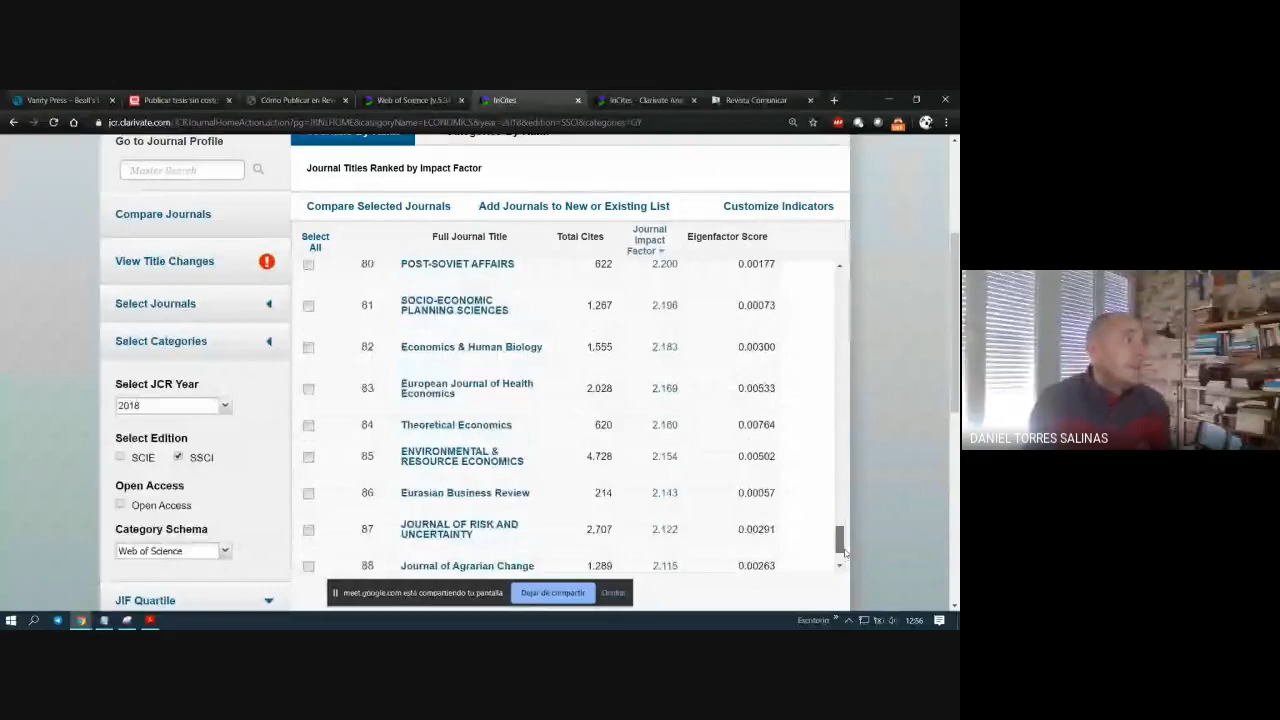 Vanity Press – Beall's L
Publicar tesis sin costo
Cómo Publicar en Rev
Web of Science [v.5.34
InCites
InCites - Clarivate Ana
Revista Comunicar
jcr.clarivate.com
Go to Journal Profile
Master Search
Compare Journals
View Title Changes
Select Journals
Select Categories
Select JCR Year
2018
Select Edition
SCIE
SSCI
Open Access
Open Access
Category Schema
Web of Science
JIF Quartile
Journal Titles Ranked by Impact Factor
Compare Selected Journals Add Journals to New or Existing List Customize Indicators
Select All Full Journal Title Total Cites Journal Impact Factor Eigenfactor Score
80 POST-SOVIET AFFAIRS 622 2.200 0.00177
81 SOCIO-ECONOMIC PLANNING SCIENCES 1,267 2.196 0.00073
82 Economics & Human Biology 1,555 2.183 0.00300
83 European Journal of Health Economics 2,028 2.169 0.00533
84 Theoretical Economics 620 2.160 0.00764
85 ENVIRONMENTAL & RESOURCE ECONOMICS 4,728 2.154 0.00502
86 Eurasian Business Review 214 2.143 0.00057
87 JOURNAL OF RISK AND UNCERTAINTY 2,707 2.122 0.00291
88 Journal of Agrarian Change 1,289 2.115 0.00263
meet.google.com está compartiendo tu pantalla
Dejar de compartir
Ocultar
Escritorio
12:56
DANIEL TORRES SALINAS